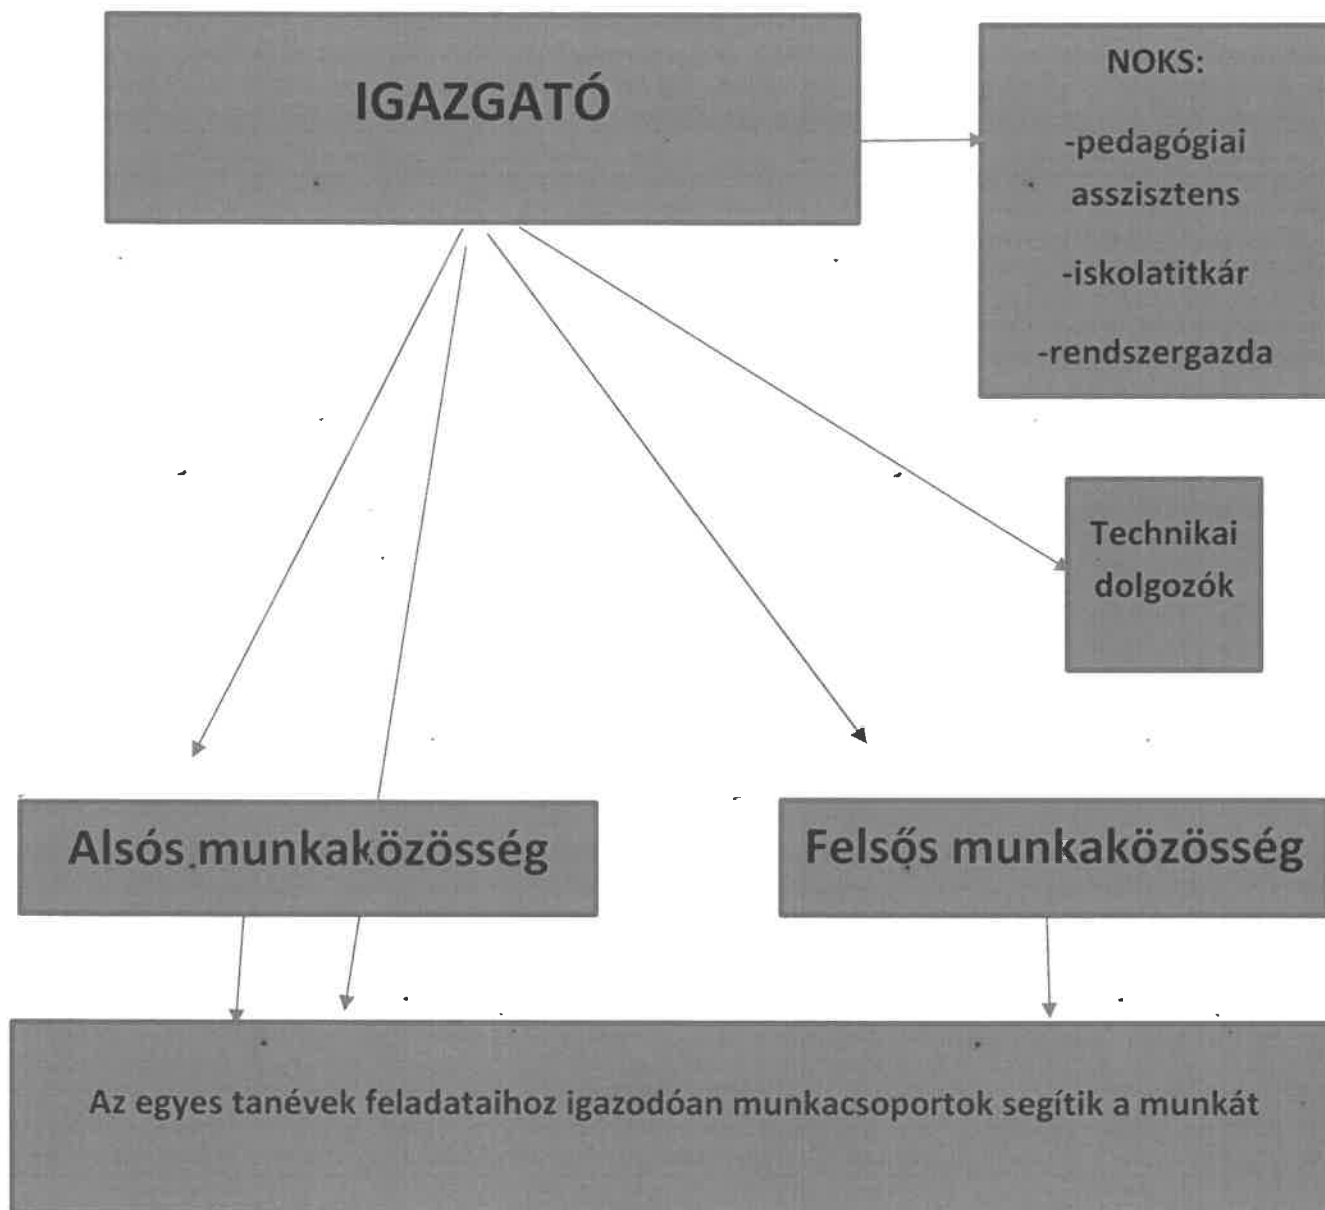 IGAZGATÓ
NOKS:
-pedagógiai
asszisztens
-iskolatitkár
-rendszergazda
Technikai
dolgozók
Alsós munkaközösség
Felsős munkaközösség
Az egyes tanévek feladataihoz igazodóan munkacsoportok segítik a munkát